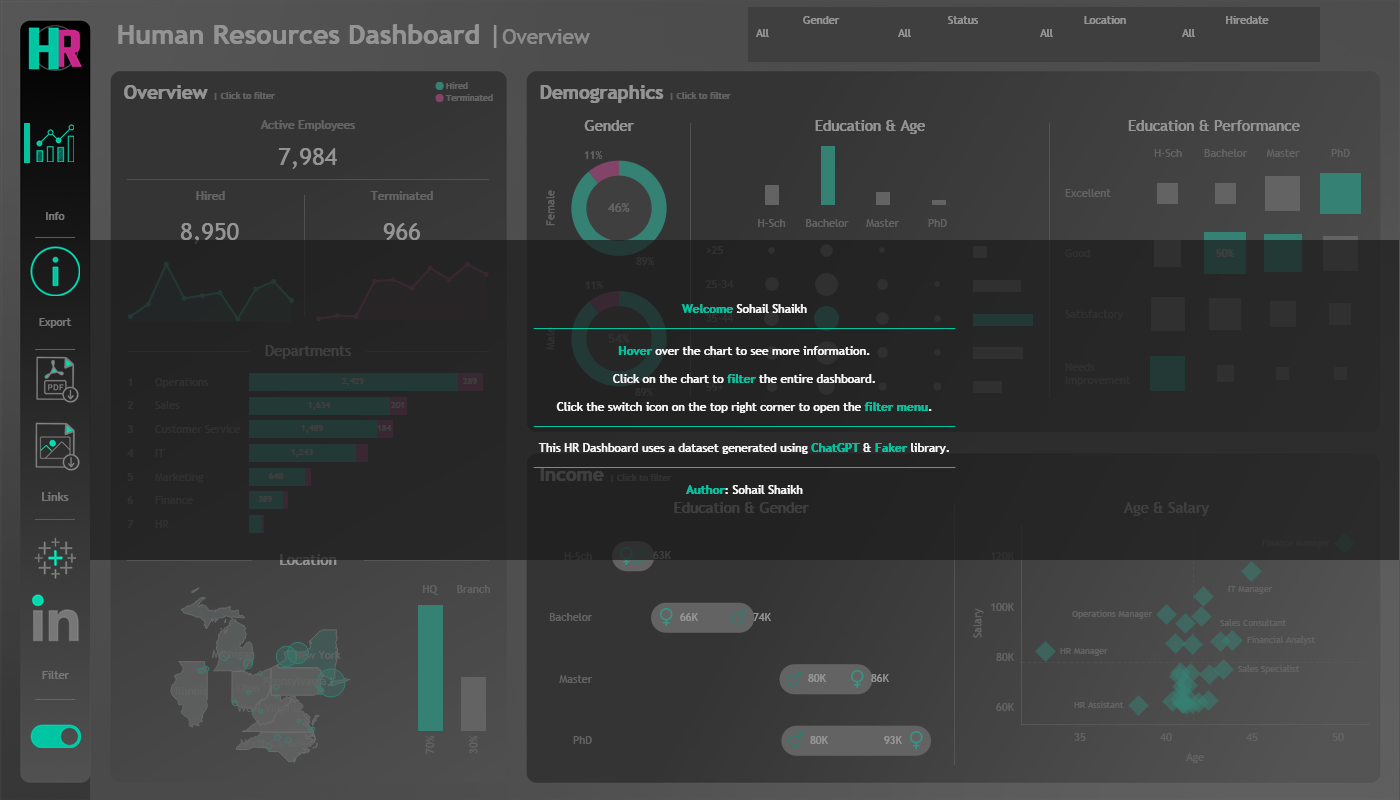 HR
Human Resources Dashboard | Overview
Gender
Status
Location
Hiredate
All
All
All
All
Overview | Click to filter
Hired
Terminated
Active Employees
7,984
Hired
Terminated
8,950
966
Demographics | Click to filter
Gender
11%
Female
46%
89%
11%
Male
54%
89%
Education & Age
H-Sch
Bachelor
Master
PhD
>25
25-34
Education & Performance
H-Sch
Bachelor
Master
PhD
Excellent
Good
50%
Satisfactory
Needs
Improvement
Info
Export
PDF
Links
in
Filter
Welcome Sohail Shaikh
Hover over the chart to see more information.
Click on the chart to filter the entire dashboard.
Click the switch icon on the top right corner to open the filter menu.
This HR Dashboard uses a dataset generated using ChatGPT & Faker library.
Author: Sohail Shaikh
Departments
1 Operations 2,429 289
2 Sales 1,624 201
3 Customer Service 1,485 184
4 IT 1,243
5 Marketing 640
6 Finance
7 HR
Location
HQ
Branch
70%
30%
Michigan
New York
Illinois
Income | Click to filter
Education & Gender
H-Sch
63K
Bachelor
66K
74K
Master
80K
86K
PhD
80K
93K
Age & Salary
Salary
120K
100K
80K
60K
Finance Manager
IT Manager
Operations Manager
Sales Consultant
Financial Analyst
HR Manager
Sales Specialist
HR Assistant
35
40
45
50
Age